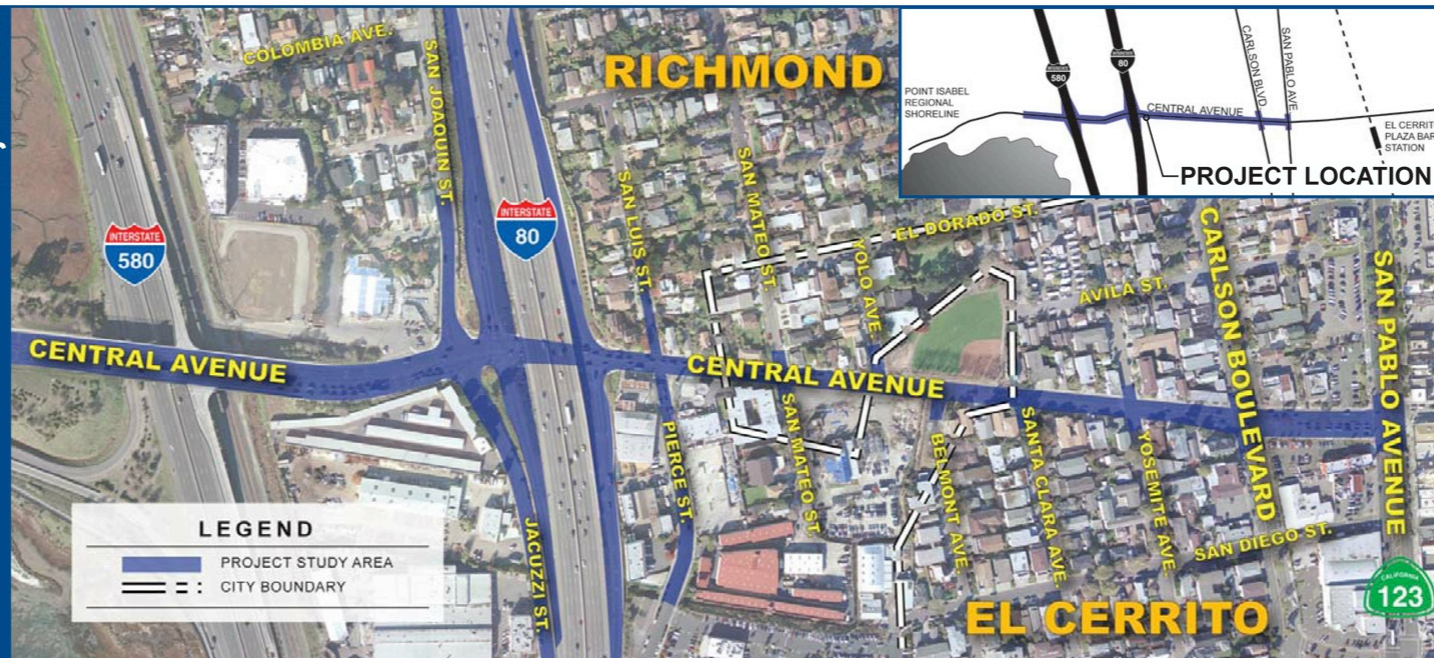 COLOMBIA AVE.
SAN JOAQUIN ST.
RICHMOND
INTERSTATE
580
INTERSTATE
80
SAN LUIS ST.
SAN MATEO ST.
YOLO AVE.
EL DORADO ST.
AVILA ST.
CARLSON BOULEVARD
SAN PABLO AVENUE
CENTRAL AVENUE
CENTRAL AVENUE
PIERCE ST.
SAN MATEO ST.
BELMONT AVE.
SANTA CLARA AVE.
YOSEMITE AVE.
SAN DIEGO ST.
JACUZZI ST.
EL CERRITO
CALIFORNIA
123
LEGEND
PROJECT STUDY AREA
CITY BOUNDARY
POINT ISABEL
REGIONAL
SHORELINE
INTERSTATE
580
INTERSTATE
80
CENTRAL AVENUE
CARLSON BLVD
SAN PABLO AVE
EL CERRITO
PLAZA BAR
STATION
PROJECT LOCATION